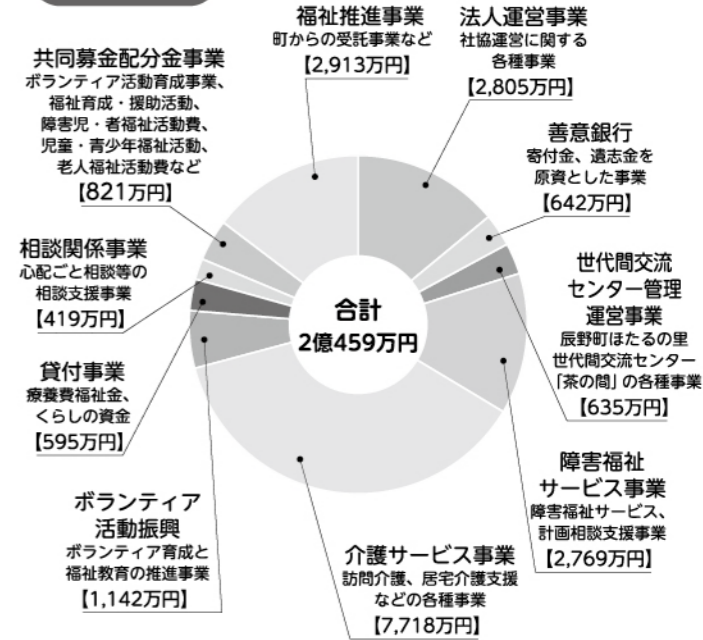 福祉推進事業
町からの受託事業など
【2,913万円】
法人運営事業
社協運営に関する
各種事業
【2,805万円】
善意銀行
寄付金、遺志金を
原資とした事業
【642万円】
世代間交流
センター管理
運営事業
辰野町ほたるの里
世代間交流センター
「茶の間」の各種事業
【635万円】
障害福祉
サービス事業
障害福祉サービス、
計画相談支援事業
【2,769万円】
介護サービス事業
訪問介護、居宅介護支援
などの各種事業
【7,718万円】
ボランティア
活動振興
ボランティア育成と
福祉教育の推進事業
【1,142万円】
貸付事業
療養費福祉金、
くらしの資金
【595万円】
相談関係事業
心配ごと相談等の
相談支援事業
【419万円】
共同募金配分金事業
ボランティア活動育成事業、
福祉育成・援助活動、
障害児・者福祉活動費、
児童・青少年福祉活動、
老人福祉活動費など
【821万円】
合計
2億459万円